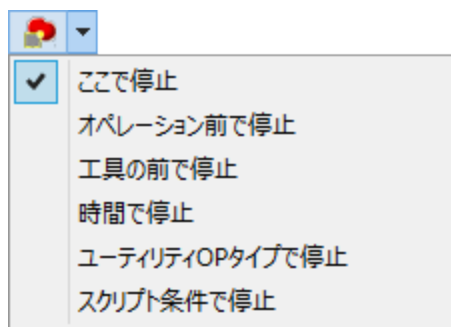 ここで停止
オペレーション前で停止
工具の前で停止
時間で停止
ユーティリティOPタイプで停止
スクリプト条件で停止